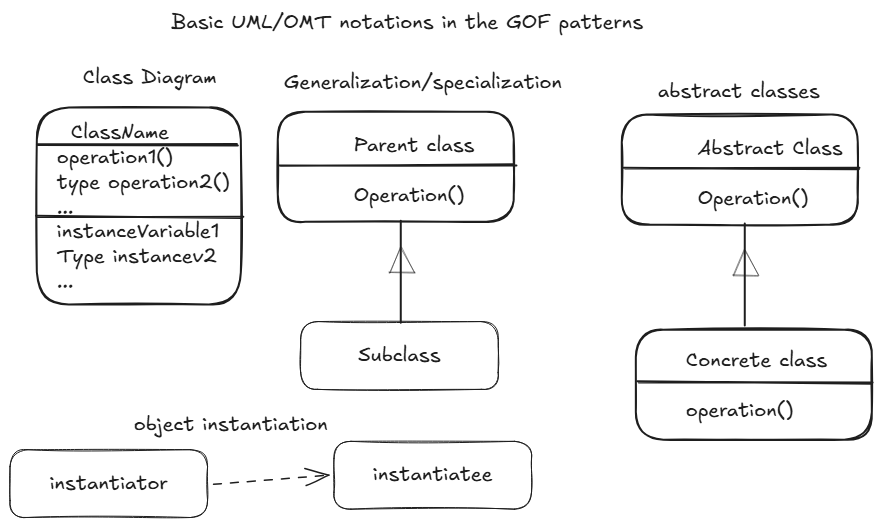 Basic UML/OMT notations in the GOF patterns
Class Diagram
ClassName
operation1()
type operation2()
...
instanceVariable1
Type instancev2
...
Generalization/specialization
Parent class
Operation()
Subclass
abstract classes
Abstract Class
Operation()
Concrete class
operation()
object instantiation
instantiator
instantiatee